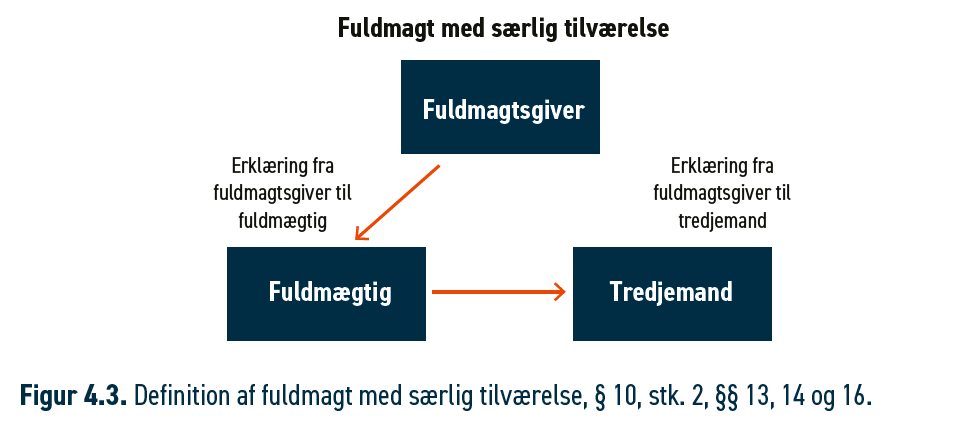 Fuldmagt med særlig tilværelse
Fuldmagtsgiver
Erklæring fra
fuldmagtsgiver til
fuldmægtig
Erklæring fra
fuldmagtsgiver til
tredjemand
Fuldmægtig
Tredjemand
Figur 4.3. Definition af fuldmagt med særlig tilværelse, § 10, stk. 2, §§ 13, 14 og 16.